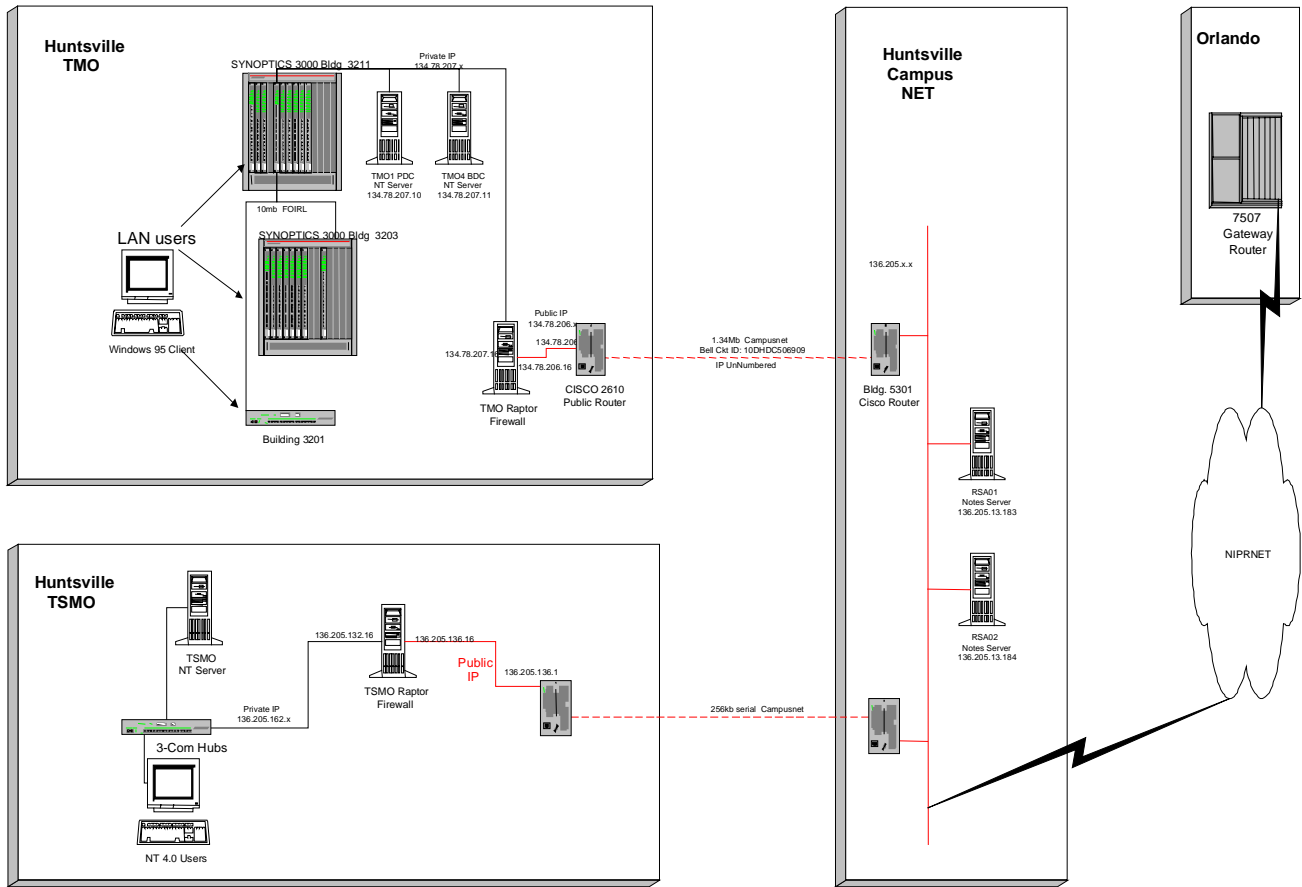 Huntsville
TMO
SYNOPTICS 3000 Bldg 3211
Private IP
134.78.207.x
TMO1 PDC
NT Server
134.78.207.10
TMO4 BDC
NT Server
134.78.207.11
10mb FOIRL
SYNOPTICS 3000 Bldg 3203
LAN users
Windows 95 Client
Building 3201
Public IP
134.78.206.x
134.78.206
134.78.207.16
134.78.206.16
TMO Raptor
Firewall
CISCO 2610
Public Router
1.34Mb Campusnet
Bell Ckt ID: 10DHDC506909
IP UnNumbered
Huntsville
Campus
NET
136.205.x.x
Bldg. 5301
Cisco Router
RSA01
Notes Server
136.205.13.183
RSA02
Notes Server
136.205.13.184
Orlando
7507
Gateway
Router
NIPRNET
Huntsville
TSMO
TSMO
NT Server
136.205.132.16
136.205.136.16
TSMO Raptor
Firewall
Public
IP
136.205.136.1
Private IP
136.205.162.x
3-Com Hubs
NT 4.0 Users
256kb serial Campusnet